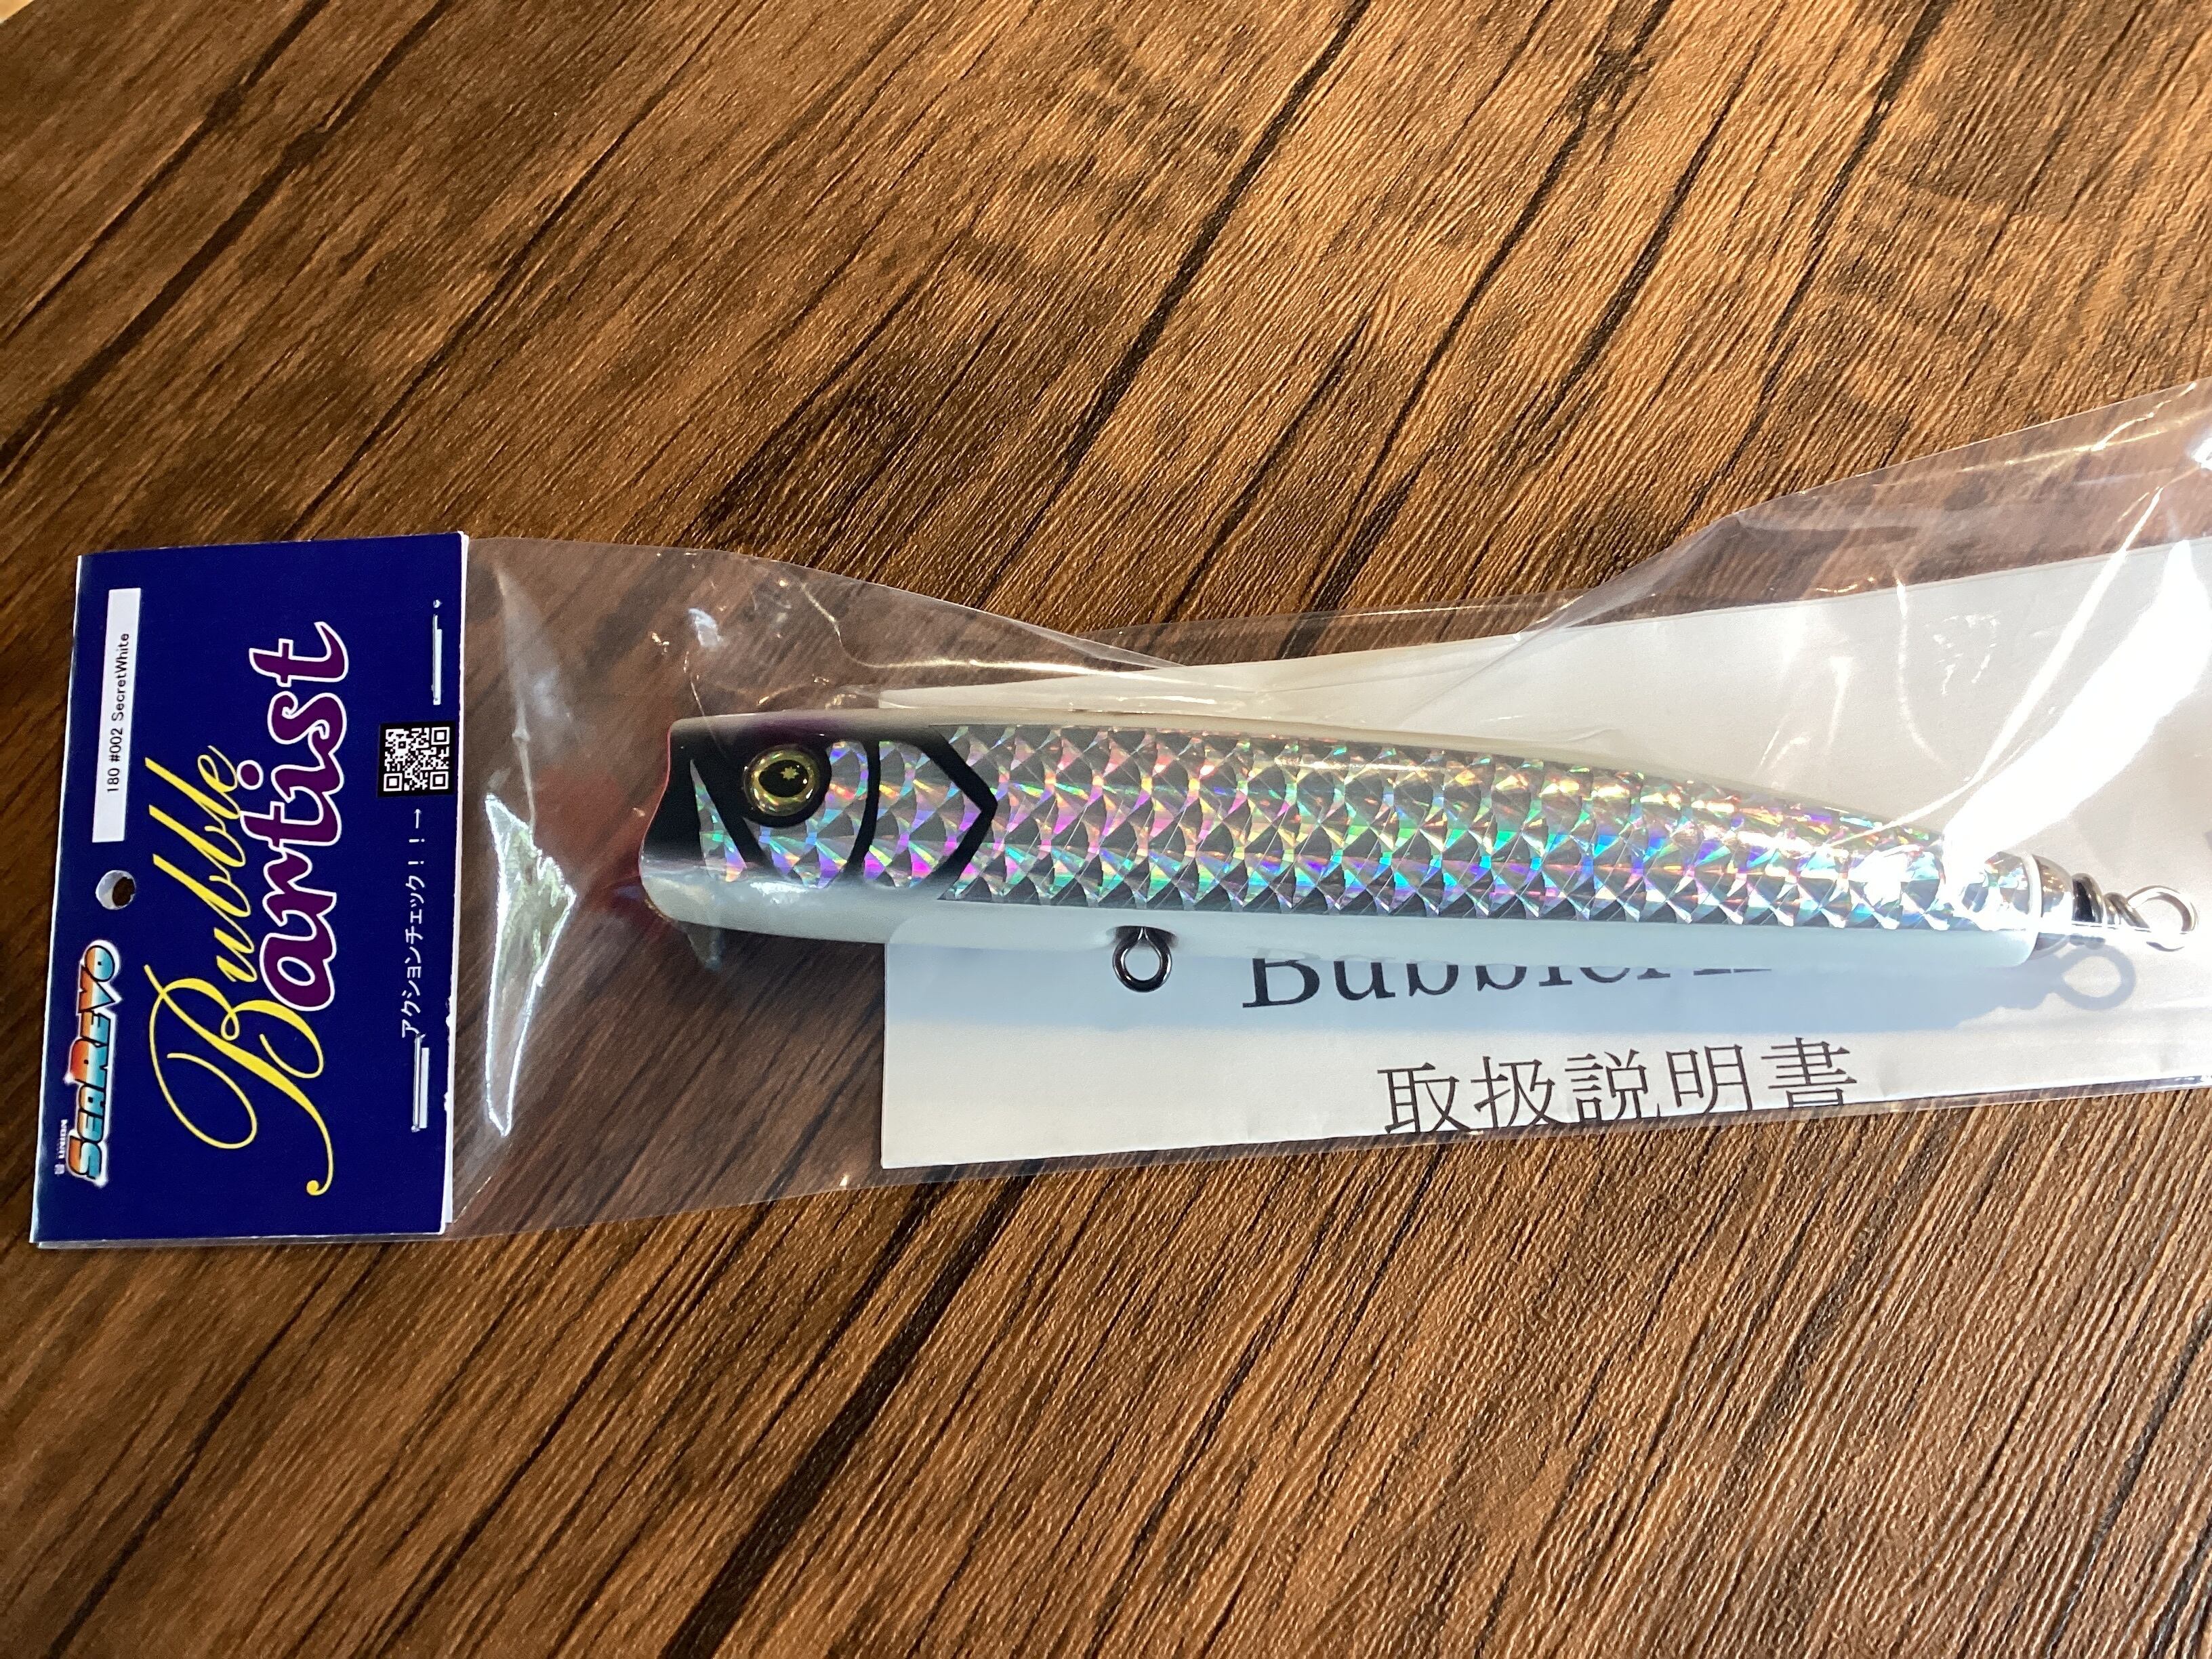 SEAREVO
180 #002 SecretWhite
Bubble
artist
アクションチェック！！→
取扱説明書